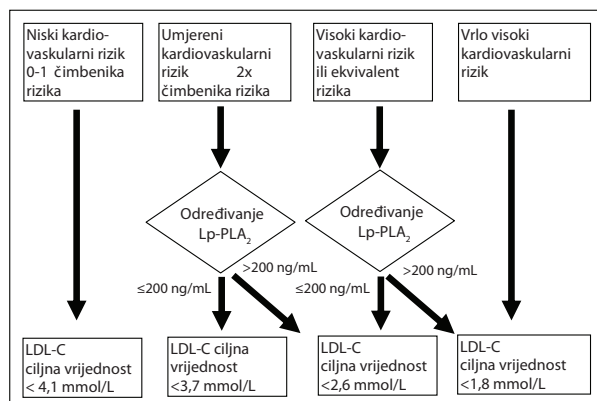 Niski kardio-
vaskularni rizik
0-1 čimbenika
rizika
Umjereni
kardiovaskularni
rizik 2x
čimbenika rizika
Visoki kardio-
vaskularni rizik
ili ekvivalent
rizika
Vrlo visoki
kardiovaskularni
rizik
Određivanje
Lp-PLA₂
Određivanje
Lp-PLA₂
≤200 ng/mL
>200 ng/mL
≤200 ng/mL
>200 ng/mL
LDL-C
ciljna vrijednost
< 4,1 mmol/L
LDL-C ciljna
vrijednost
<3,7 mmol/L
LDL-C
ciljna vrijednost
<2,6 mmol/L
LDL-C
ciljna vrijednost
<1,8 mmol/L